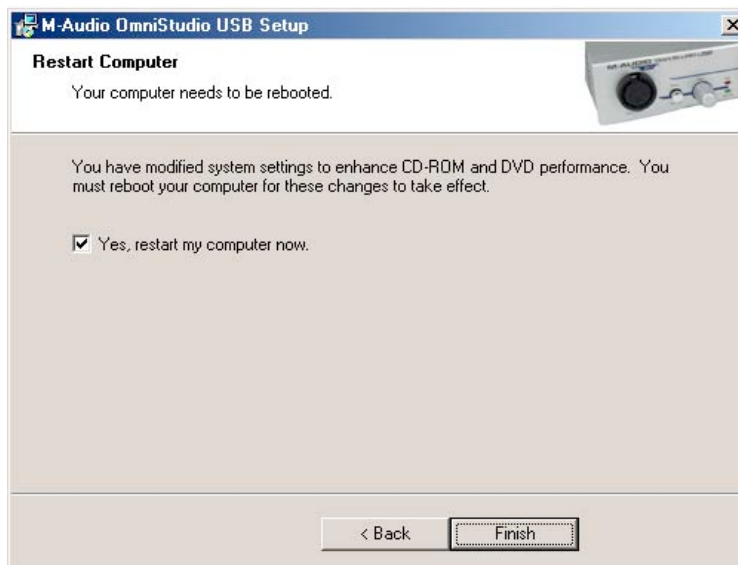 M-Audio OmniStudio USB Setup
Restart Computer
Your computer needs to be rebooted.
M-AUDIO
You have modified system settings to enhance CD-ROM and DVD performance. You
must reboot your computer for these changes to take effect.
Yes, restart my computer now.
< Back
Finish